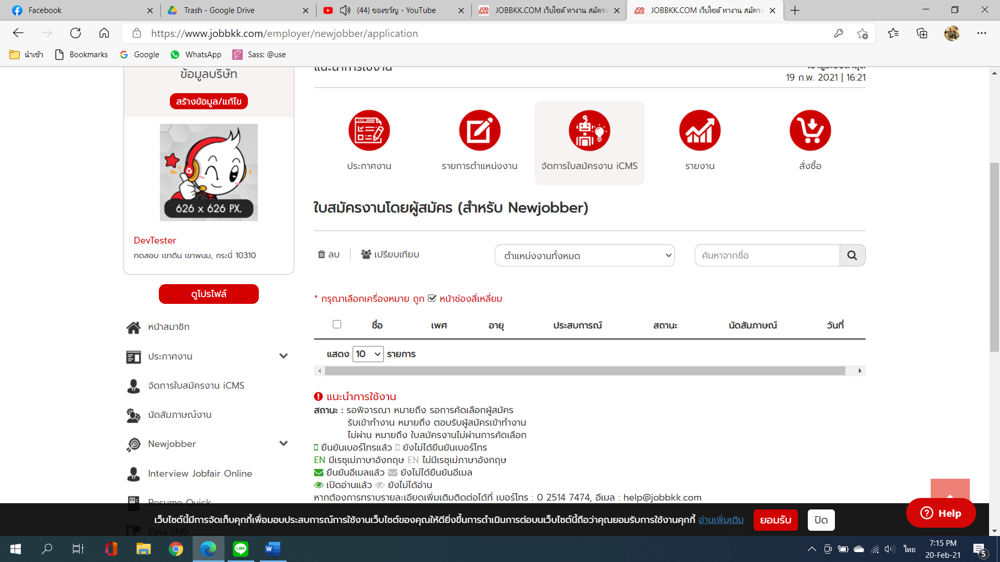 Facebook
Trash - Google Drive
(44) ของขวัญ - YouTube
JOBBKK.COM เว็บไซต์ หางาน สมัครง
JOBBKK.COM เว็บไซต์ หางาน สมัครง
https://www.jobbkk.com/employer/newjobber/application
นำเข้า
Bookmarks
Google
WhatsApp
Sass: @use
ข้อมูลบริษัท
สร้างข้อมูล/แก้ไข
626 x 626 PX.
DevTester
ทดสอบ เขาดิน เขาพนม, กระบี่ 10310
ดูโปรไฟล์
หน้าสมาชิก
ประกาศงาน
จัดการใบสมัครงาน iCMS
นัดสัมภาษณ์งาน
Newjobber
Interview Jobfair Online
Resume Quick
Easy SMS
แนะนำการใช้งาน
เข้าสู่ระบบล่าสุด
19 ก.พ. 2021 | 16:21
ประกาศงาน
รายการตำแหน่งงาน
จัดการใบสมัครงาน iCMS
รายงาน
สั่งซื้อ
ใบสมัครงานโดยผู้สมัคร (สำหรับ Newjobber)
ลบ
เปรียบเทียบ
ตำแหน่งงานทั้งหมด
ค้นหาจากชื่อ
* กรุณาเลือกเครื่องหมาย ถูก หน้าช่องสี่เหลี่ยม
ชื่อ เพศ อายุ ประสบการณ์ สถานะ นัดสัมภาษณ์ วันที่
แสดง 10 รายการ
แนะนำการใช้งาน
สถานะ : รอพิจารณา หมายถึง รอการคัดเลือกผู้สมัคร
รับเข้าทำงาน หมายถึง ตอบรับผู้สมัครเข้าทำงาน
ไม่ผ่าน หมายถึง ใบสมัครงานไม่ผ่านการคัดเลือก
ยืนยันเบอร์โทรแล้ว ยังไม่ได้ยืนยันเบอร์โทร
EN มีเรซุเม่ภาษาอังกฤษ EN ไม่มีเรซุเม่ภาษาอังกฤษ
ยืนยันอีเมลแล้ว ยังไม่ได้ยืนยันอีเมล
เปิดอ่านแล้ว ยังไม่ได้อ่าน
หากต้องการทราบรายละเอียดเพิ่มเติมติดต่อได้ที่ เบอร์โทร : 0 2514 7474, อีเมล : help@jobbkk.com
เว็บไซต์นี้มีการจัดเก็บคุกกี้เพื่อมอบประสบการณ์การใช้งานเว็บไซต์ของคุณให้ดียิ่งขึ้นการดำเนินการต่อบนเว็บไซต์นี้ถือว่าคุณยอมรับการใช้งานคุกกี้ อ่านเพิ่มเติม
ยอมรับ
ปิด
Help
ไทย
7:15 PM
20-Feb-21
5